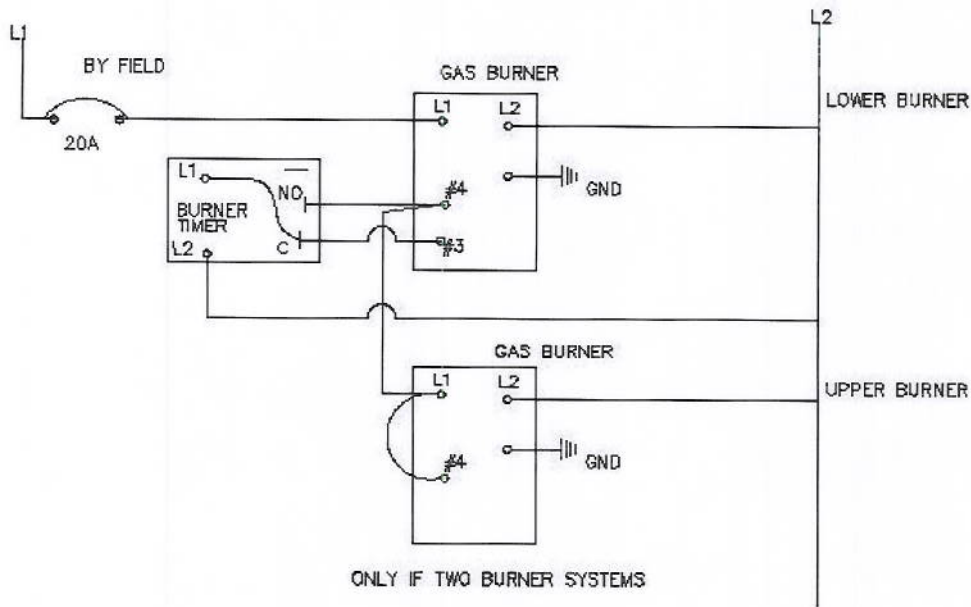 L1
L2
BY FIELD
20A
GAS BURNER
L1
L2
LOWER BURNER
GND
#4
#3
L1
NO
BURNER
TIMER
C
L2
GAS BURNER
L1
L2
UPPER BURNER
GND
#4
ONLY IF TWO BURNER SYSTEMS